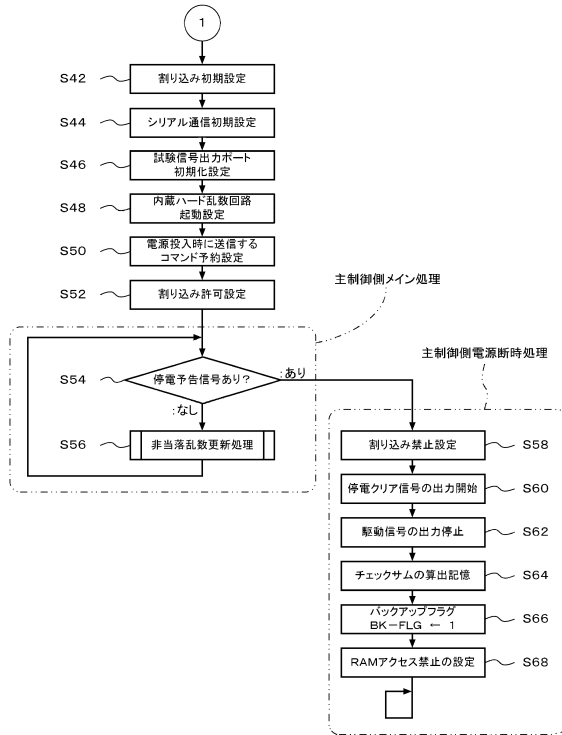 1
S42
割り込み初期設定
S44
シリアル通信初期設定
S46
試験信号出力ポート
初期化設定
S48
内蔵ハード乱数回路
起動設定
S50
電源投入時に送信する
コマンド予約設定
S52
割り込み許可設定
主制御側メイン処理
S54
停電予告信号あり？
:あり
:なし
S56
非当落乱数更新処理
主制御側電源断時処理
割り込み禁止設定
S58
停電クリア信号の出力開始
S60
駆動信号の出力停止
S62
チェックサムの算出記憶
S64
バックアップフラグ
BK－FLG ← 1
S66
RAMアクセス禁止の設定
S68